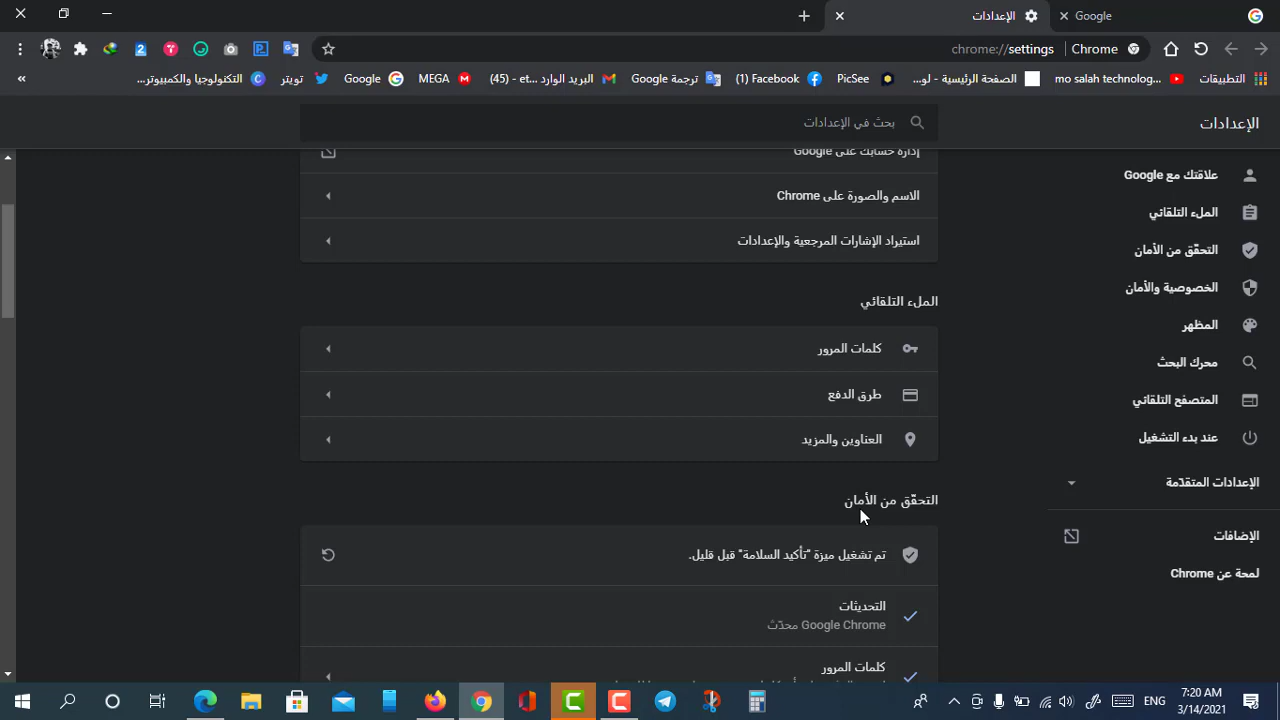 Google
الإعدادات
Chrome
chrome://settings
التطبيقات
mo salah technolog...
الصفحة الرئيسية - لو...
PicSee
Facebook (1)
ترجمة Google
البريد الوارد (45) - et...
MEGA
Google
تويتر
التكنولوجيا والكمبيوتر...
الإعدادات
بحث في الإعدادات
علاقتك مع Google
الملء التلقائي
التحقّق من الأمان
الخصوصية والأمان
المظهر
محرك البحث
المتصفح التلقائي
عند بدء التشغيل
الإعدادات المتقدّمة
الإضافات
لمحة عن Chrome
إدارة حسابك على Google
الاسم والصورة على Chrome
استيراد الإشارات المرجعية والإعدادات
الملء التلقائي
كلمات المرور
طرق الدفع
العناوين والمزيد
التحقّق من الأمان
تم تشغيل ميزة "تأكيد السلامة" قبل قليل.
التحديثات
Google Chrome محدّث
كلمات المرور
ENG
7:20 AM
3/14/2021